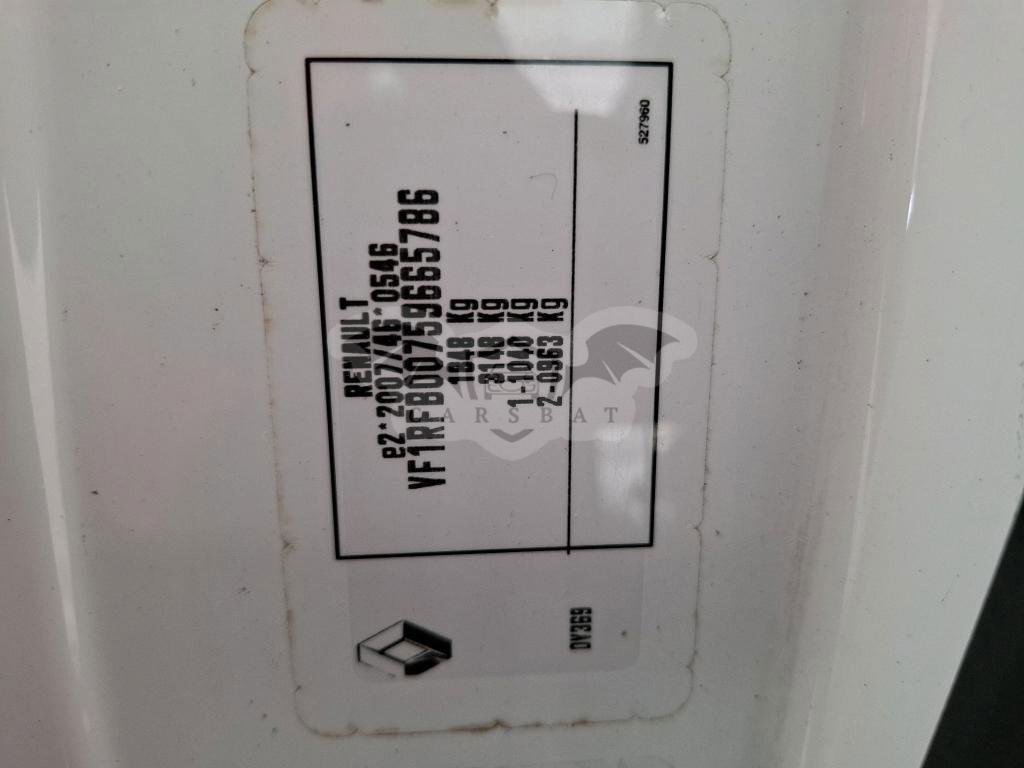 RENAULT
e2*2007/46*0546
VF1RFB00759665786
1848 Kg
3148 Kg
1-1040 Kg
2-0963 Kg
527960
DV369
ARSBAT